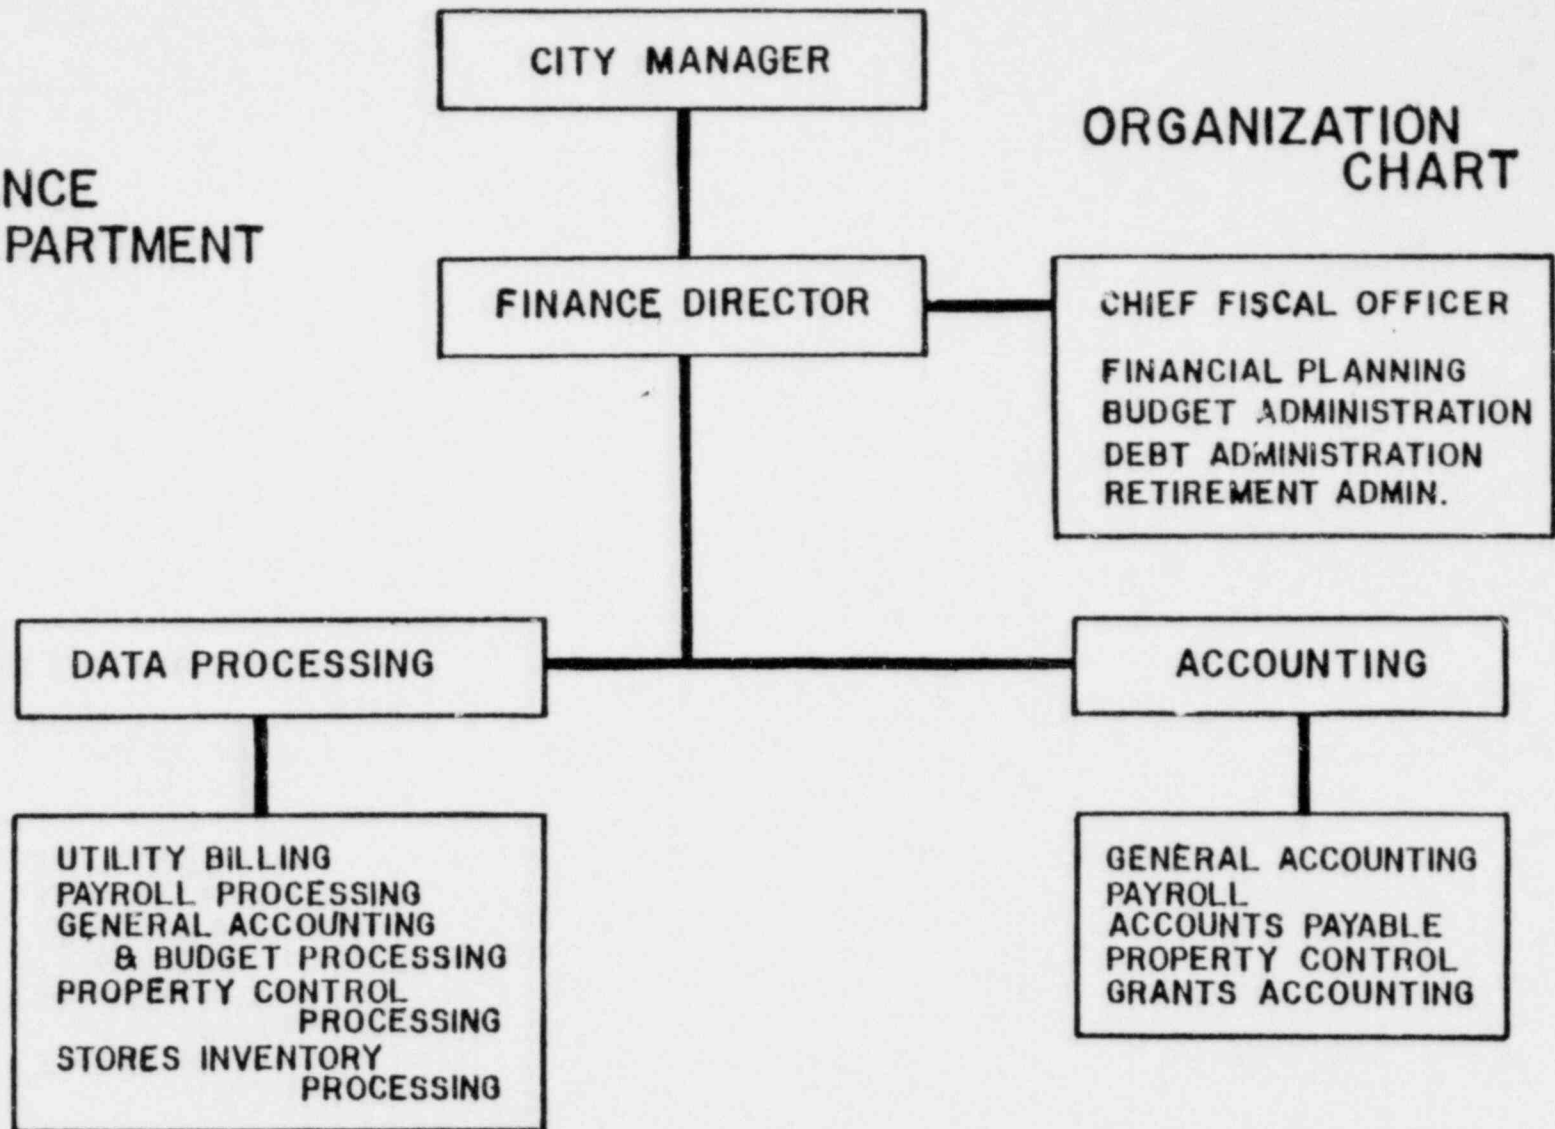 CITY MANAGER
ORGANIZATION
CHART
NCE
PARTMENT
FINANCE DIRECTOR
CHIEF FISCAL OFFICER
FINANCIAL PLANNING
BUDGET ADMINISTRATION
DEBT ADMINISTRATION
RETIREMENT ADMIN.
DATA PROCESSING
ACCOUNTING
UTILITY BILLING
PAYROLL PROCESSING
GENERAL ACCOUNTING
& BUDGET PROCESSING
PROPERTY CONTROL
PROCESSING
STORES INVENTORY
PROCESSING
GENERAL ACCOUNTING
PAYROLL
ACCOUNTS PAYABLE
PROPERTY CONTROL
GRANTS ACCOUNTING